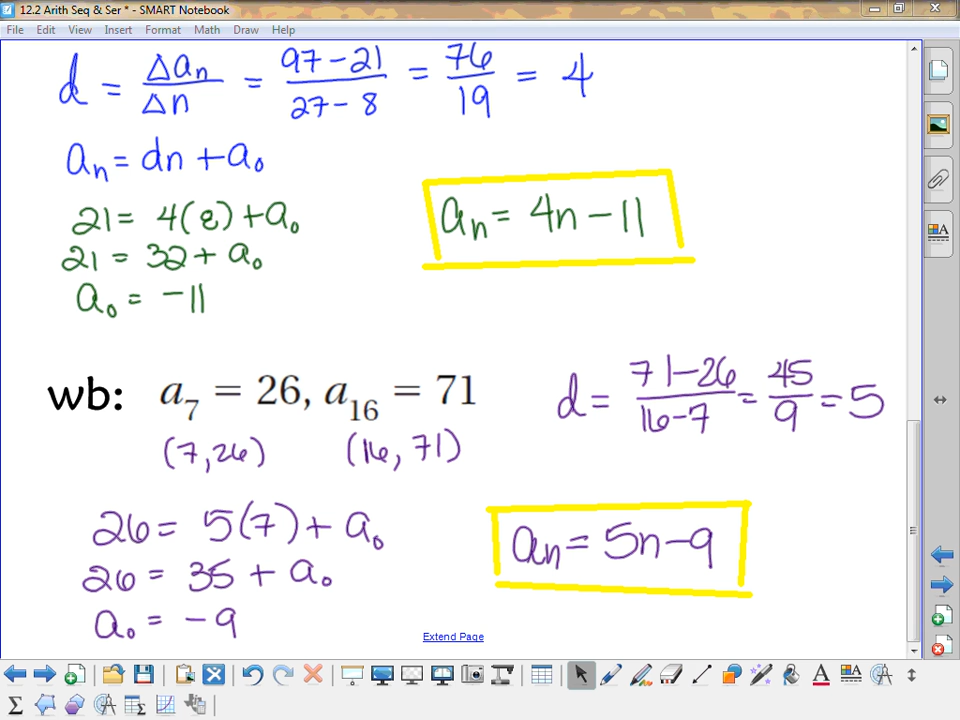 12.2 Arith Seq & Ser * - SMART Notebook
File Edit View Insert Format Math Draw Help
d = Δaₙ/Δn = 97-21/27-8 = 76/19 = 4
aₙ = dn + a₀
21 = 4(8) + a₀
aₙ = 4n - 11
21 = 32 + a₀
a₀ = -11
wb: a₇ = 26, a₁₆ = 71
d = 71-26/16-7 = 45/9 = 5
(7,26) (16,71)
26 = 5(7) + a₀
aₙ = 5n - 9
26 = 35 + a₀
a₀ = -9
Extend Page